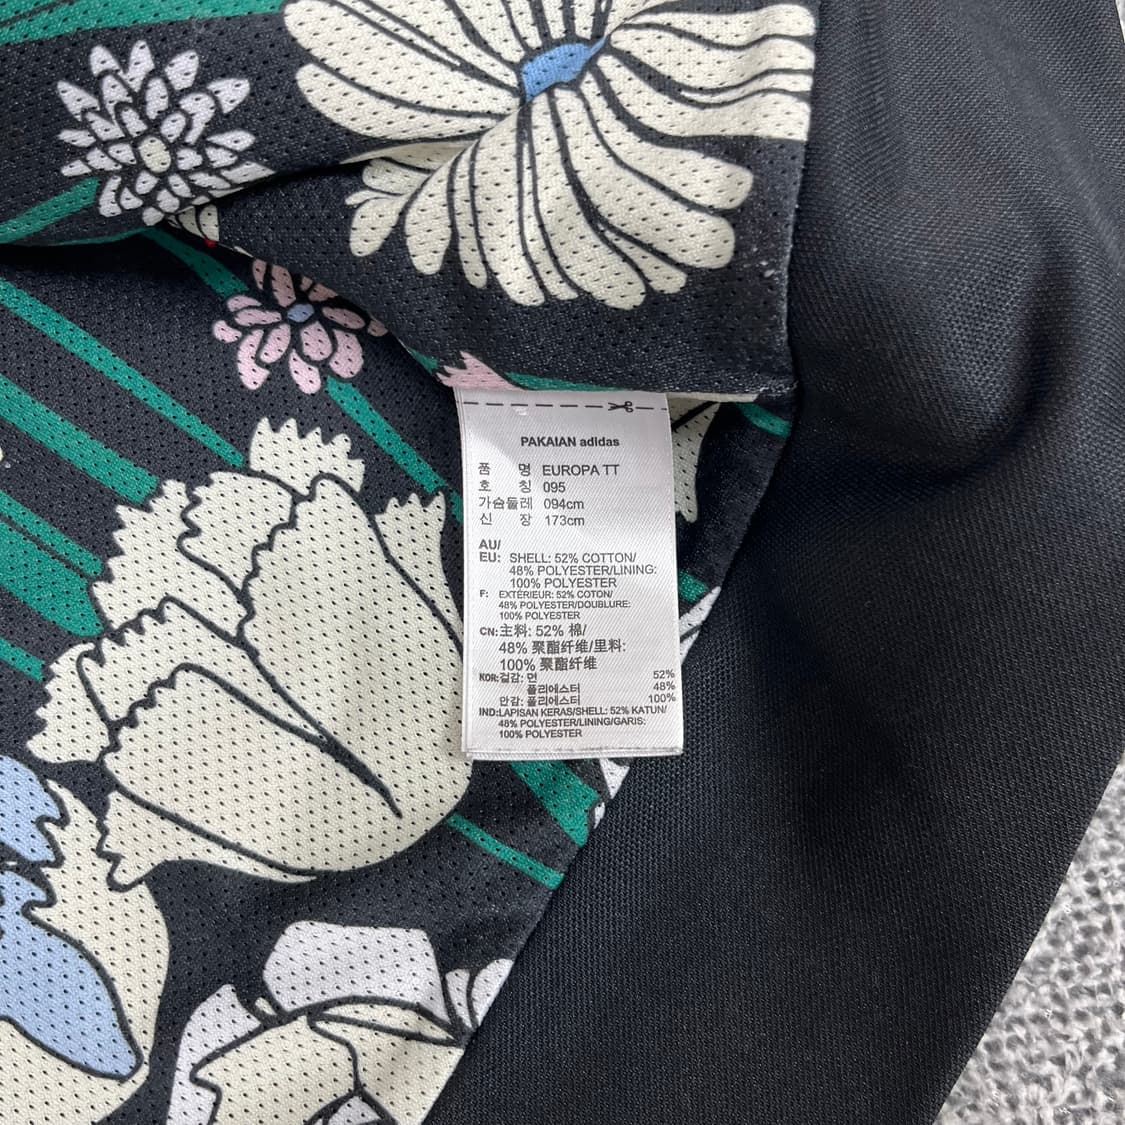 PAKAIAN adidas
품 명 EUROPA TT
호 칭 095
가슴둘레 094cm
신 장 173cm
AU/
EU: SHELL: 52% COTTON/
48% POLYESTER/LINING:
100% POLYESTER
F: EXTÉRIEUR: 52% COTON/
48% POLYESTER/DOUBLURE:
100% POLYESTER
CN:主料: 52% 棉/
48% 聚酯纤维/里料:
100% 聚酯纤维
KOR:겉감: 면 52%
폴리에스터 48%
안감: 폴리에스터 100%
IND:LAPISAN KERAS/SHELL: 52% KATUN/
48% POLYESTER/LINING/GARIS:
100% POLYESTER